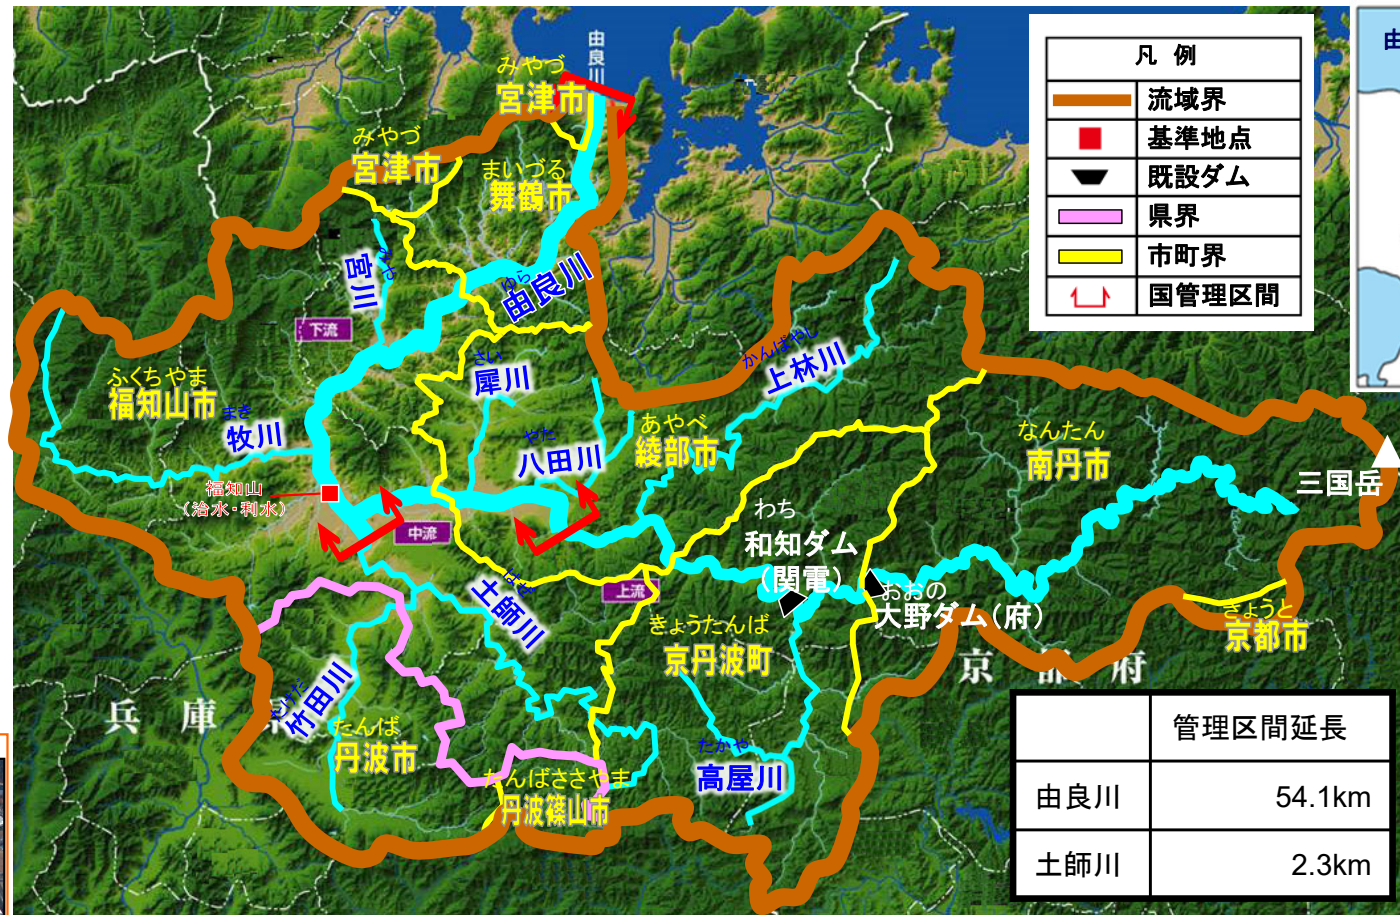 由良川
みやづ
宮津市
みやづ
宮津市
まいづる
舞鶴市
みや
宮川
ゆら
由良川
下流
ふくちやま
福知山市
まき
牧川
さい
犀川
やた
八田川
かんばやし
上林川
あやべ
綾部市
なんたん
南丹市
三国岳
福知山
(治水・利水)
中流
上流
はぜ
土師川
わち
和知ダム
(関電)
おおの
大野ダム(府)
きょうたんば
京丹波町
きょうと
京都市
京都府
兵庫県
たけだ
竹田川
たんば
丹波市
たんばささやま
丹波篠山市
たかや
高屋川
凡 例
流域界
基準地点
既設ダム
県界
市町界
国管理区間
由
管理区間延長
由良川 54.1km
土師川 2.3km